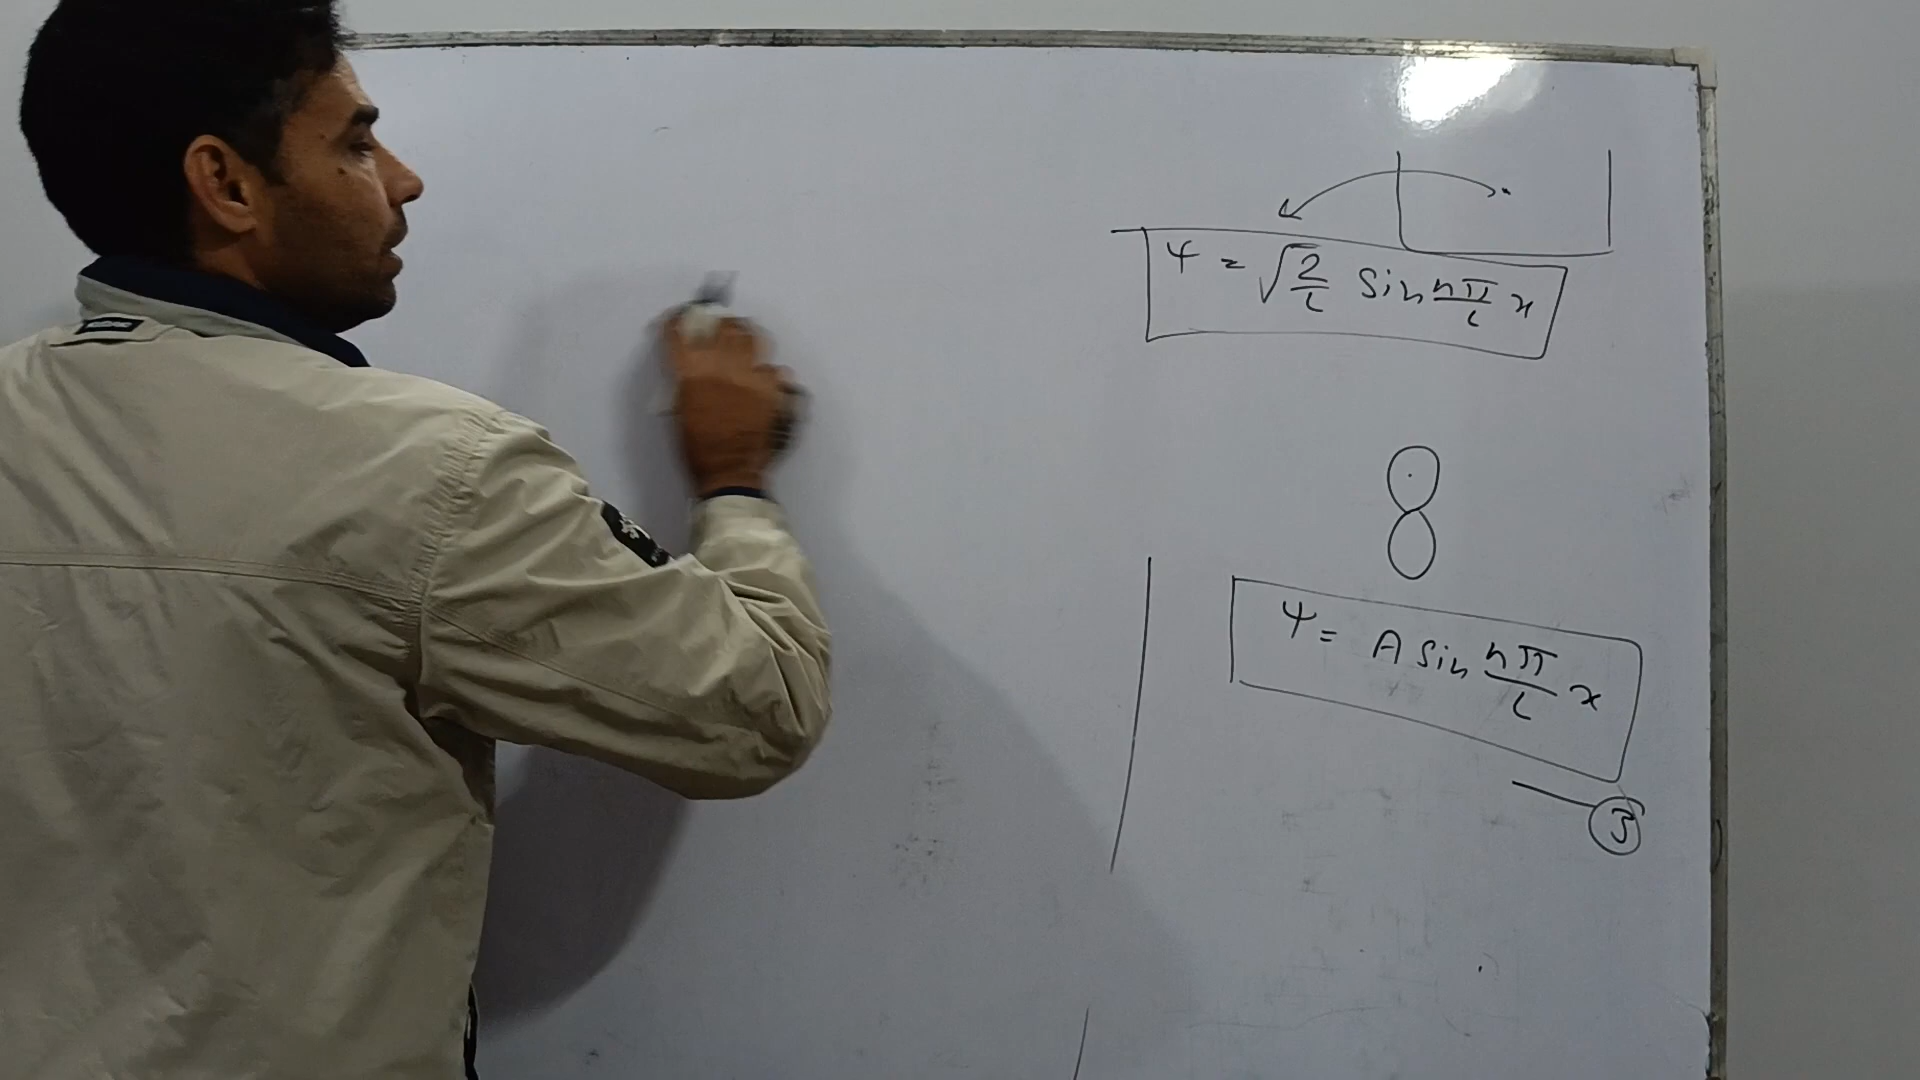 ψ = √2/L Sin nπ/L x
ψ = A Sin nπ/L x
3